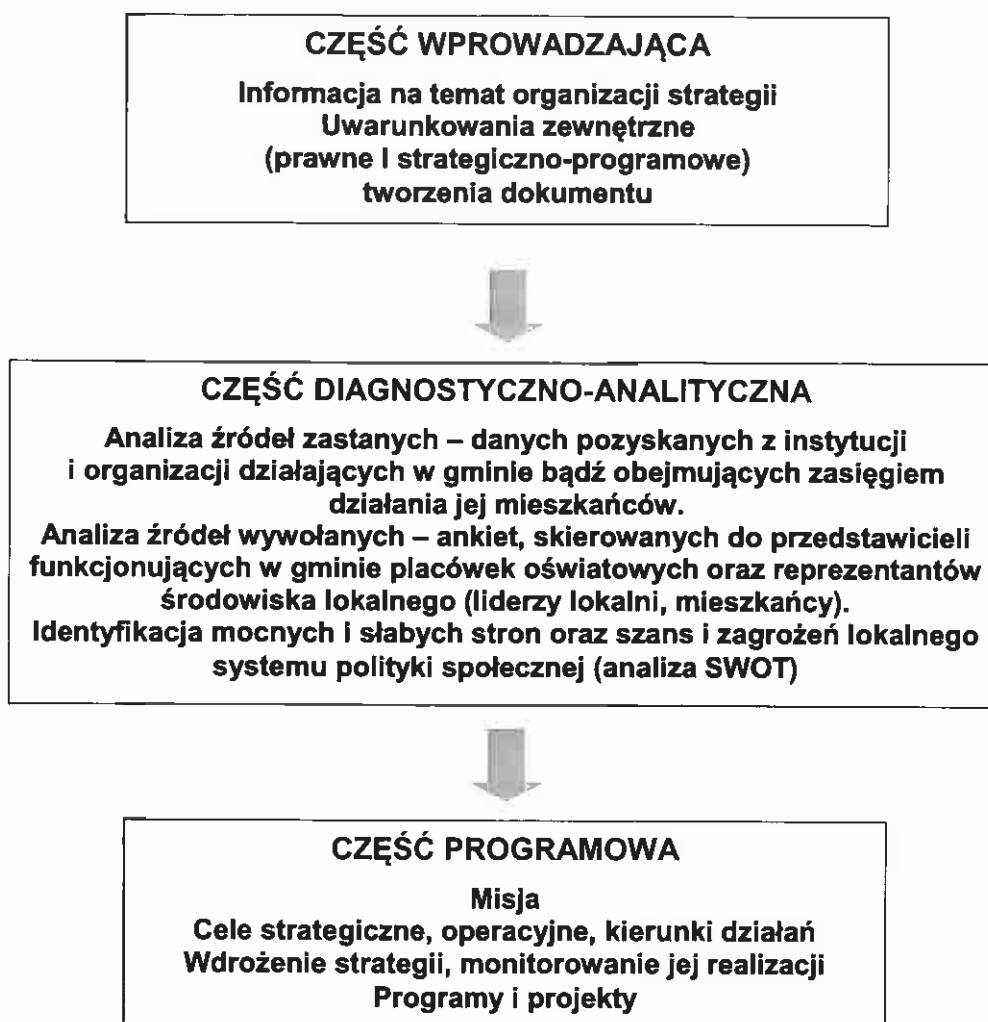 CZĘŚĆ WPROWADZAJĄCA
Informacja na temat organizacji strategii
Uwarunkowania zewnętrzne
(prawne I strategiczno-programowe)
tworzenia dokumentu
CZĘŚĆ DIAGNOSTYCZNO-ANALITYCZNA
Analiza źródeł zastanych – danych pozyskanych z instytucji
i organizacji działających w gminie bądź obejmujących zasięgiem
działania jej mieszkańców.
Analiza źródeł wywołanych – ankiet, skierowanych do przedstawicieli
funkcjonujących w gminie placówek oświatowych oraz reprezentantów
środowiska lokalnego (liderzy lokalni, mieszkańcy).
Identyfikacja mocnych i słabych stron oraz szans i zagrożeń lokalnego
systemu polityki społecznej (analiza SWOT)
CZĘŚĆ PROGRAMOWA
Misja
Cele strategiczne, operacyjne, kierunki działań
Wdrożenie strategii, monitorowanie jej realizacji
Programy i projekty